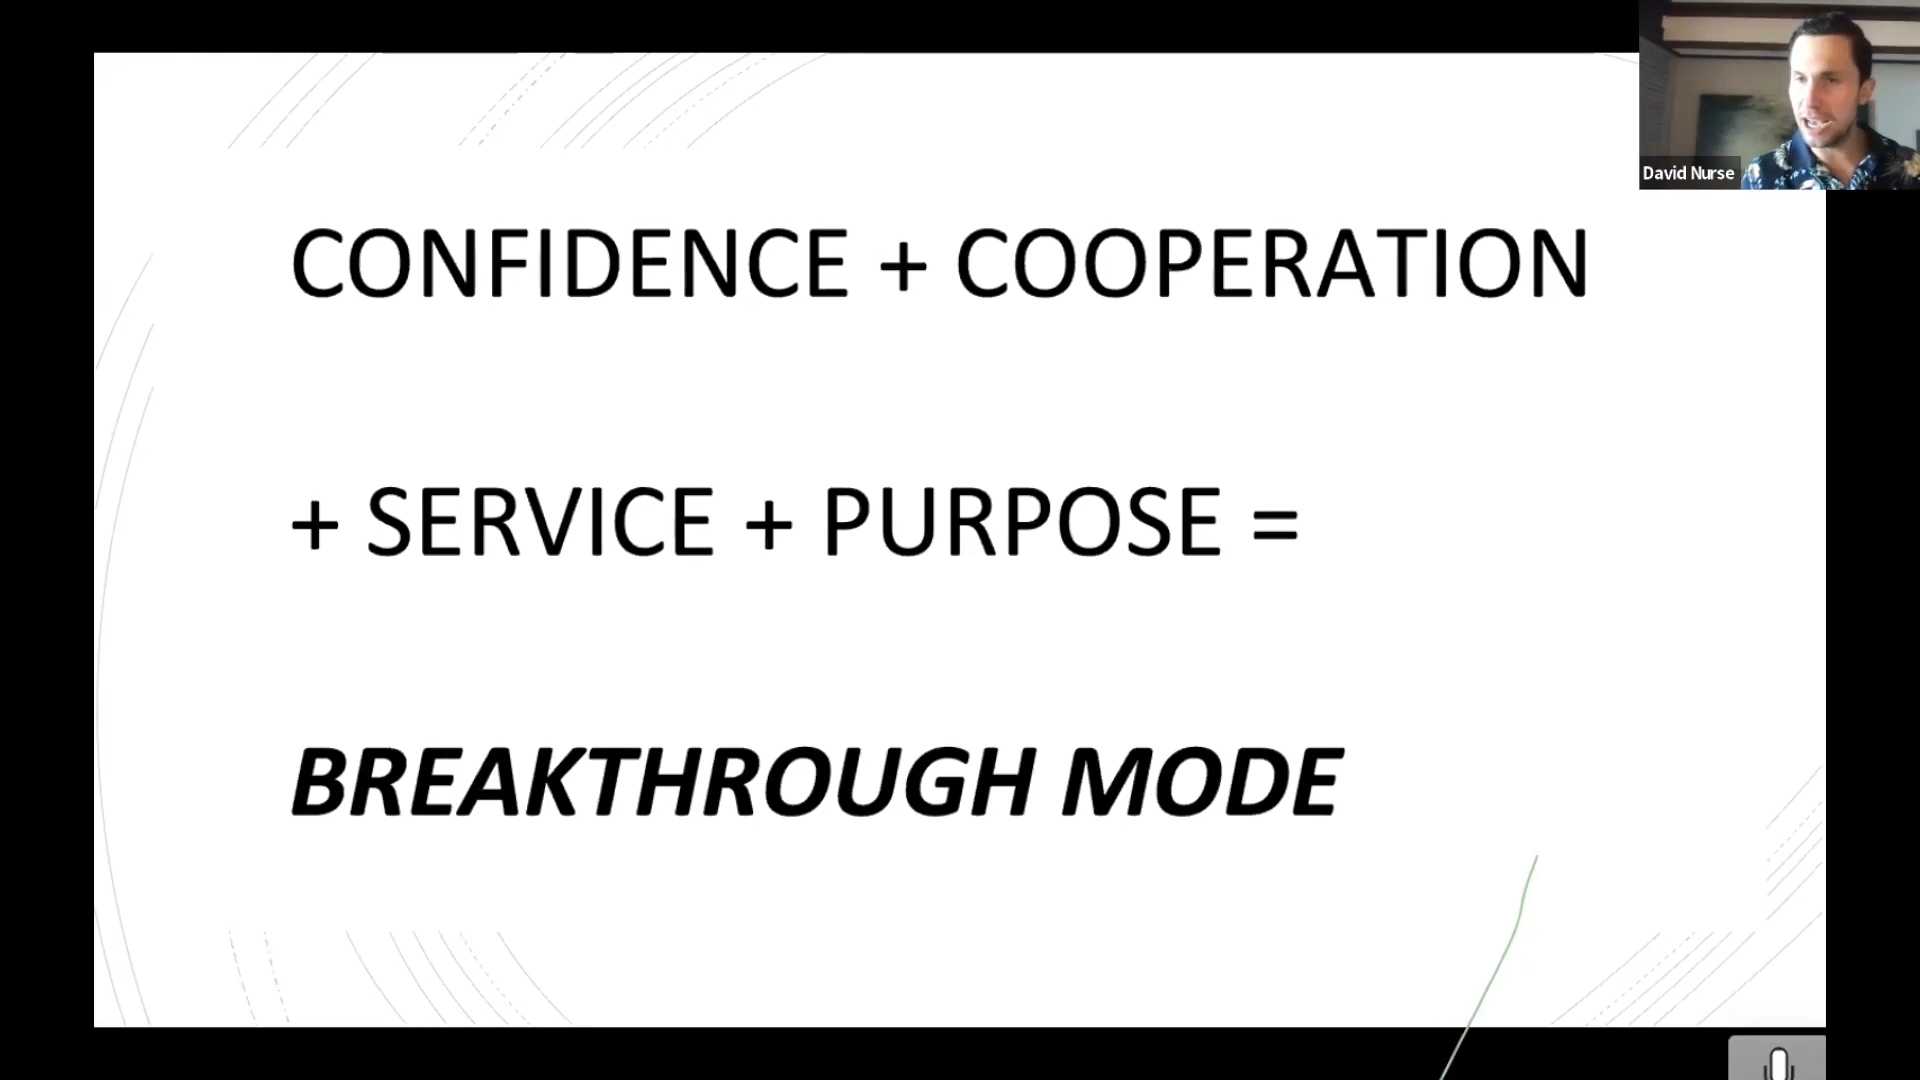 David Nurse
CONFIDENCE + COOPERATION
+ SERVICE + PURPOSE =
BREAKTHROUGH MODE